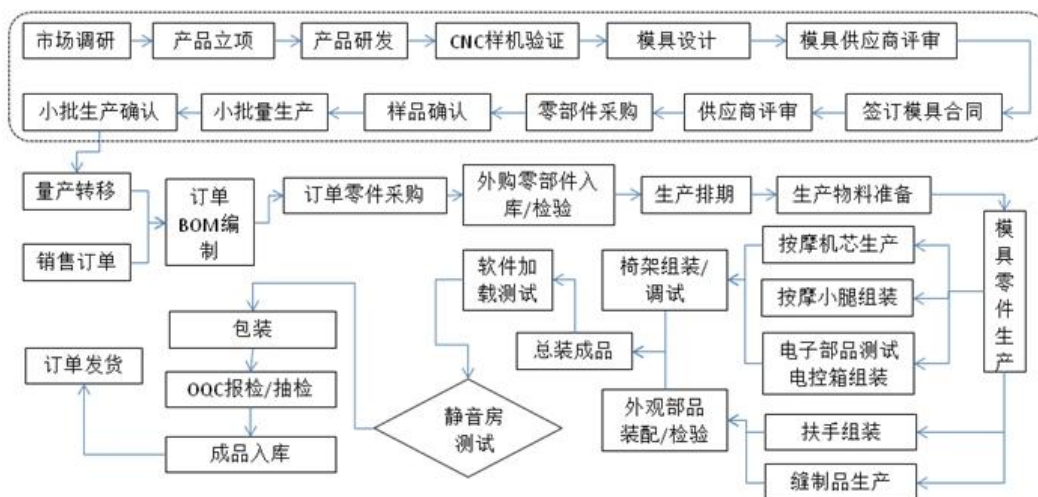 市场调研
产品立项
产品研发
CNC样机验证
模具设计
模具供应商评审
小批生产确认
小批量生产
样品确认
零部件采购
供应商评审
签订模具合同
量产转移
销售订单
订单
BOM编
制
订单零件采购
外购零部件入
库/检验
生产排期
生产物料准备
模具零件生产
按摩机芯生产
按摩小腿组装
电子部品测试
电控箱组装
扶手组装
缝制品生产
椅架组装/
调试
外观部品
装配/检验
总装成品
软件加
载测试
静音房
测试
包装
OQC报检/抽检
成品入库
订单发货